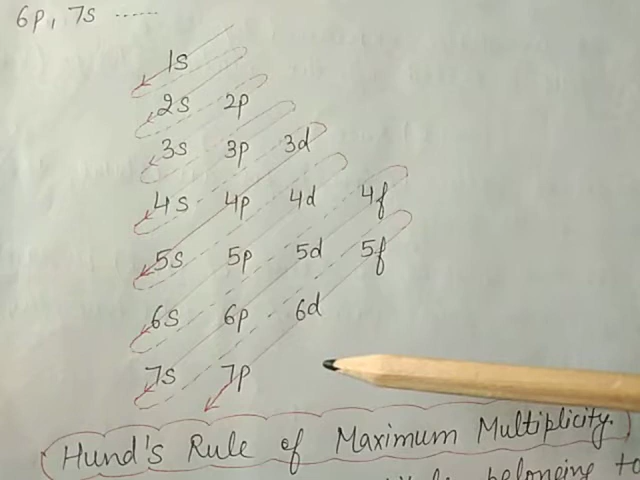 6p, 7s ......
1s
2s 2p
3s 3p 3d
4s 4p 4d 4f
5s 5p 5d 5f
6s 6p 6d
7s 7p
Hund's Rule of Maximum Multiplicity.
belonging to